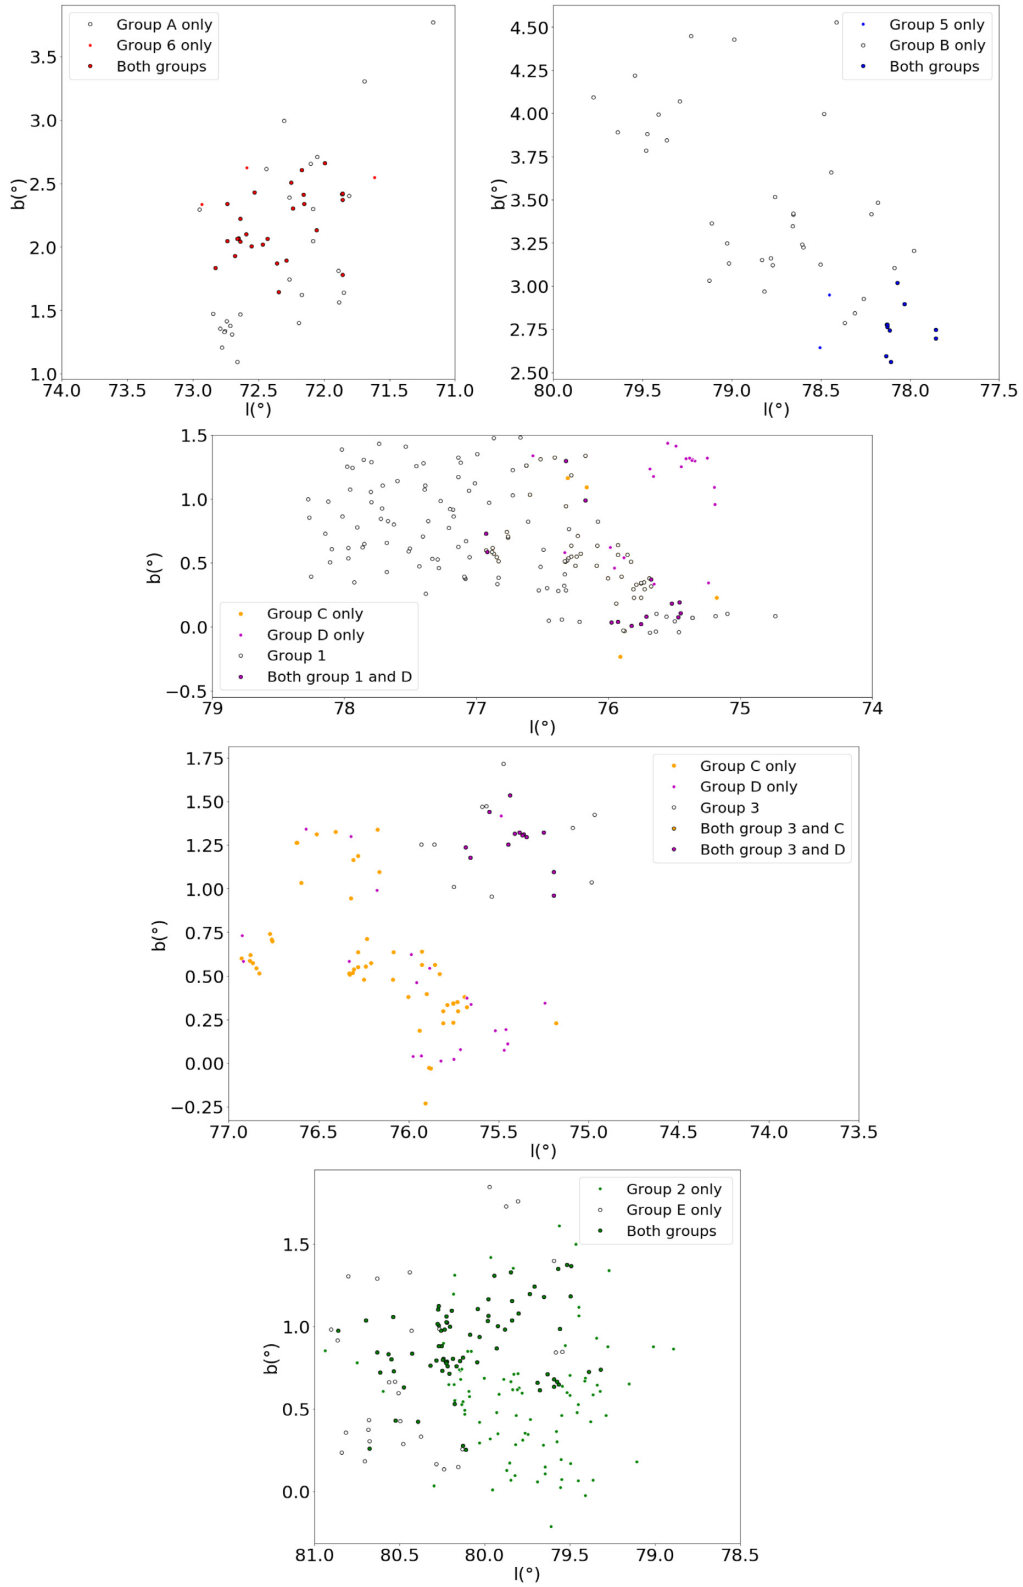 Group A only
Group 6 only
Both groups
3.5
3.0
2.5
2.0
1.5
1.0
b(°)
74.0 73.5 73.0 72.5 72.0 71.5 71.0
l(°)
Group 5 only
Group B only
Both groups
4.50
4.25
4.00
3.75
3.50
3.25
3.00
2.75
2.50
b(°)
80.0 79.5 79.0 78.5 78.0 77.5
l(°)
1.5
1.0
0.5
0.0
−0.5
b(°)
Group C only
Group D only
Group 1
Both group 1 and D
79 78 77 76 75 74
l(°)
1.75
1.50
1.25
1.00
0.75
0.50
0.25
0.00
−0.25
b(°)
Group C only
Group D only
Group 3
Both group 3 and C
Both group 3 and D
77.0 76.5 76.0 75.5 75.0 74.5 74.0 73.5
l(°)
Group 2 only
Group E only
Both groups
1.5
1.0
0.5
0.0
b(°)
81.0 80.5 80.0 79.5 79.0 78.5
l(°)